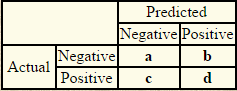 Predicted
Negative Positive
Actual Negative a b
Positive c d